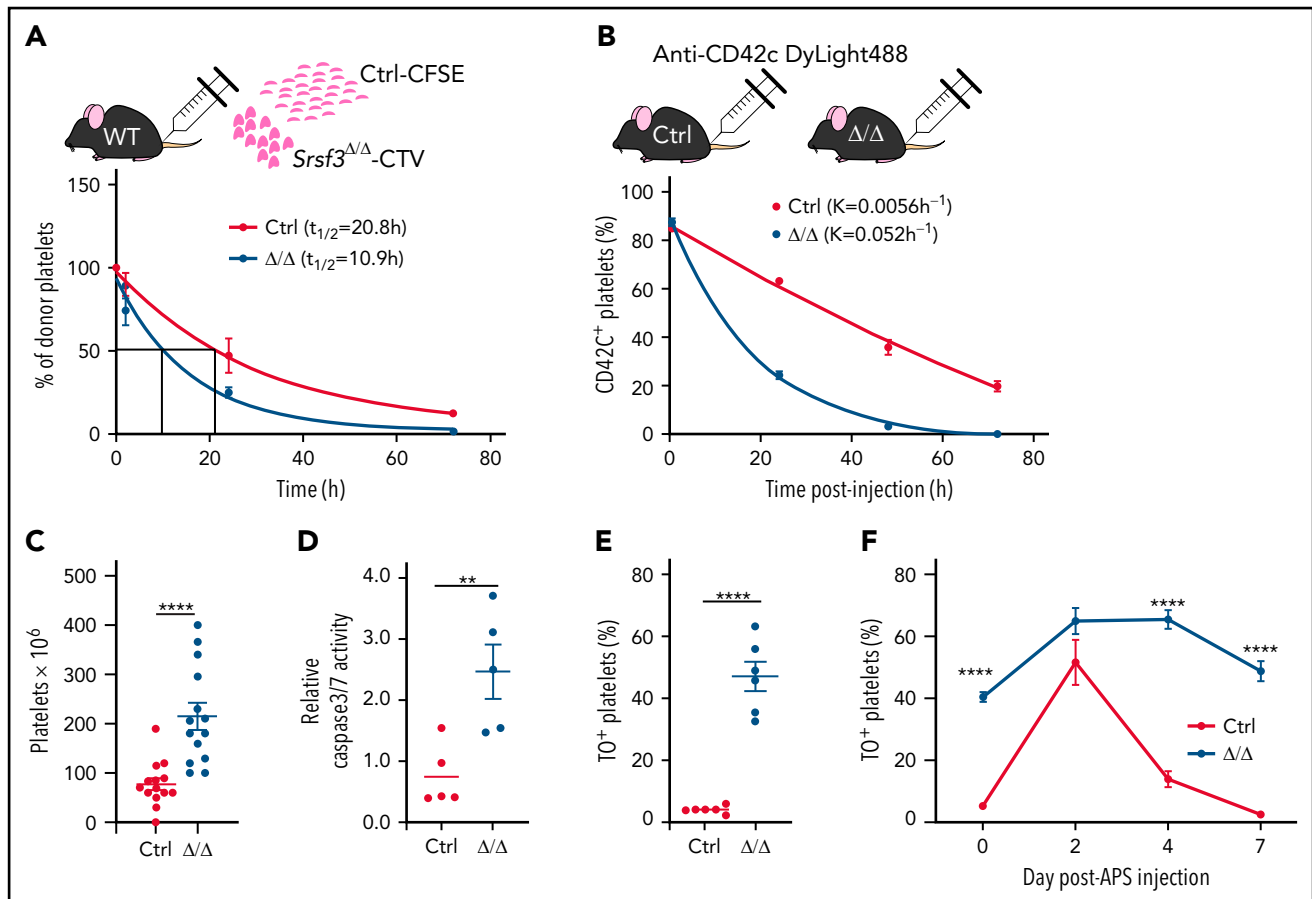 A
Ctrl-CFSE
WT
Srsf3Δ/Δ-CTV
150
100
50
0
% of donor platelets
Ctrl (t1/2=20.8h)
Δ/Δ (t1/2=10.9h)
0 20 40 60 80
Time (h)
B
Anti-CD42c DyLight488
Ctrl
Δ/Δ
100
80
60
40
20
0
CD42C+ platelets (%)
Ctrl (K=0.0056h−1)
Δ/Δ (K=0.052h−1)
0 20 40 60 80
Time post-injection (h)
C
500
400
300
200
100
0
Platelets × 10⁶
****
Ctrl Δ/Δ
D
4.0
3.0
2.0
1.0
0.0
Relative
caspase3/7 activity
**
Ctrl Δ/Δ
E
80
60
40
20
0
TO+ platelets (%)
****
Ctrl Δ/Δ
F
80
60
40
20
0
TO+ platelets (%)
****
****
****
Ctrl
Δ/Δ
0 2 4 7
Day post-APS injection